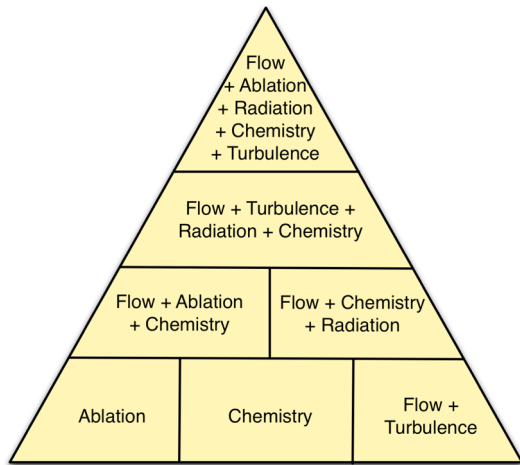 Flow
+ Ablation
+ Radiation
+ Chemistry
+ Turbulence
Flow + Turbulence +
Radiation + Chemistry
Flow + Ablation
+ Chemistry
Flow + Chemistry
+ Radiation
Ablation
Chemistry
Flow +
Turbulence